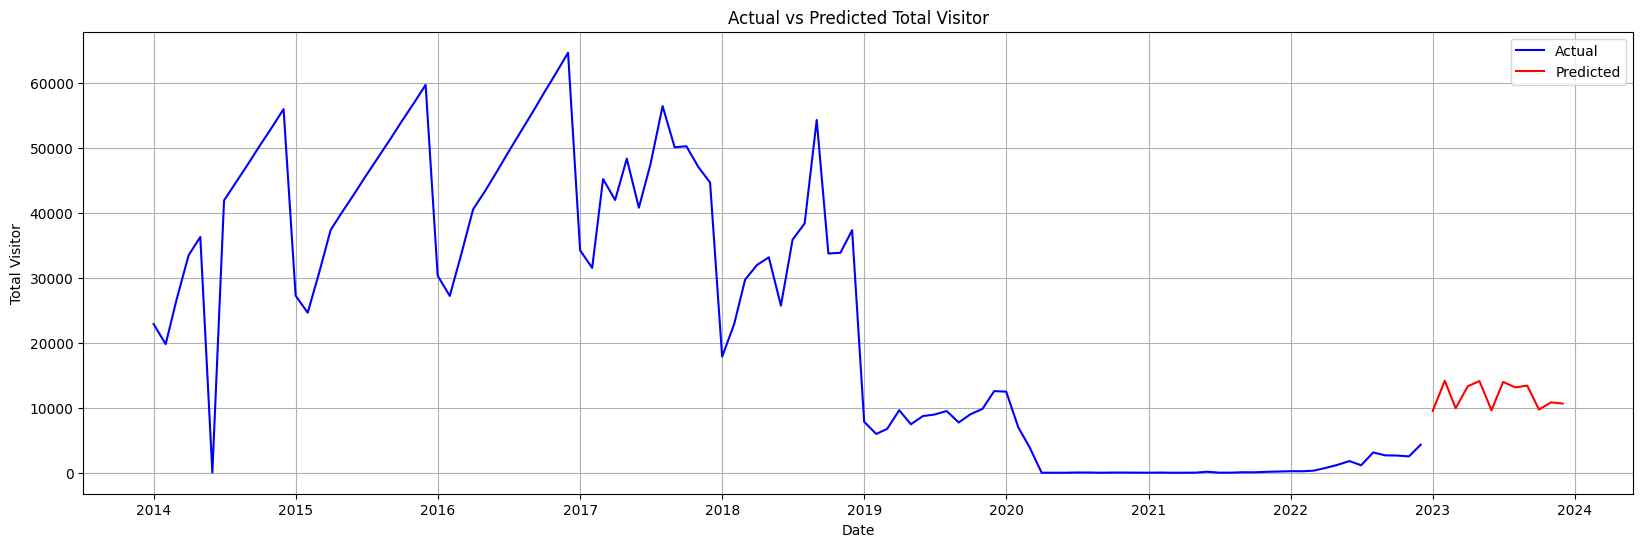 Actual vs Predicted Total Visitor
Actual
Predicted
Total Visitor
60000
50000
40000
30000
20000
10000
0
2014 2015 2016 2017 2018 2019 2020 2021 2022 2023 2024
Date